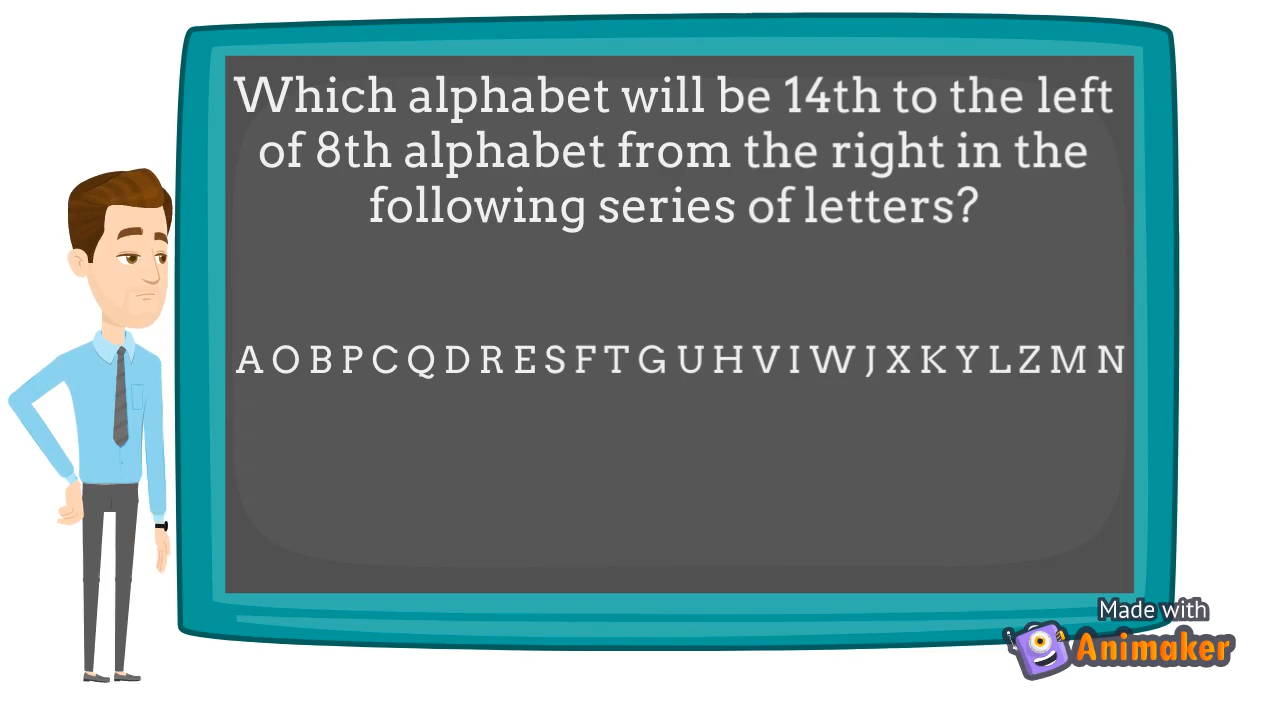 Which alphabet will be 14th to the left
of 8th alphabet from the right in the
following series of letters?
A O B P C Q D R E S F T G U H V I W J X K Y L Z M N
Made with
Animaker